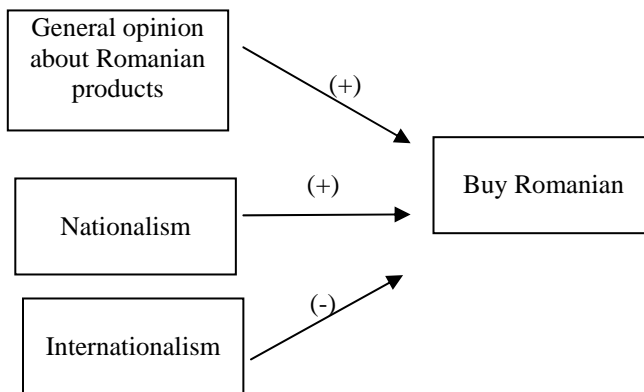 General opinion
about Romanian
products
(+)
(+)
Buy Romanian
Nationalism
(-)
Internationalism